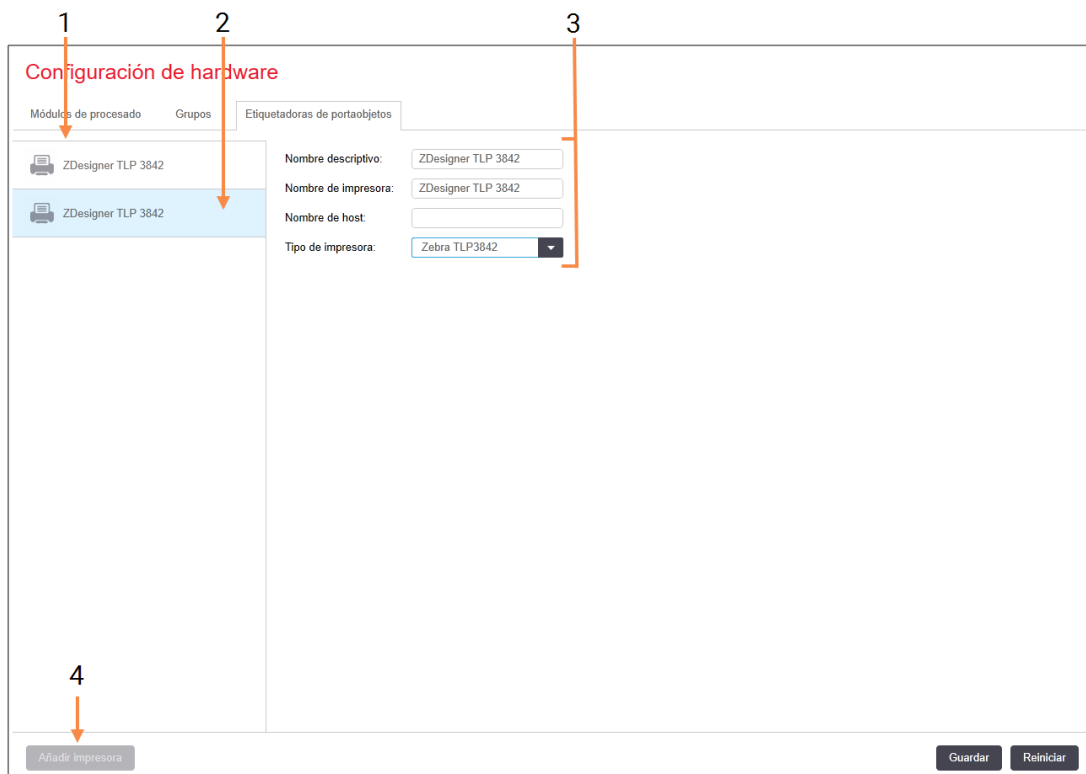 1 2 3
Configuración de hardware
Módulos de procesado Grupos Etiquetadoras de portaobjetos
ZDesigner TLP 3842
ZDesigner TLP 3842
Nombre descriptivo: ZDesigner TLP 3842
Nombre de impresora: ZDesigner TLP 3842
Nombre de host:
Tipo de impresora: Zebra TLP3842
4
Añadir impresora Guardar Reiniciar